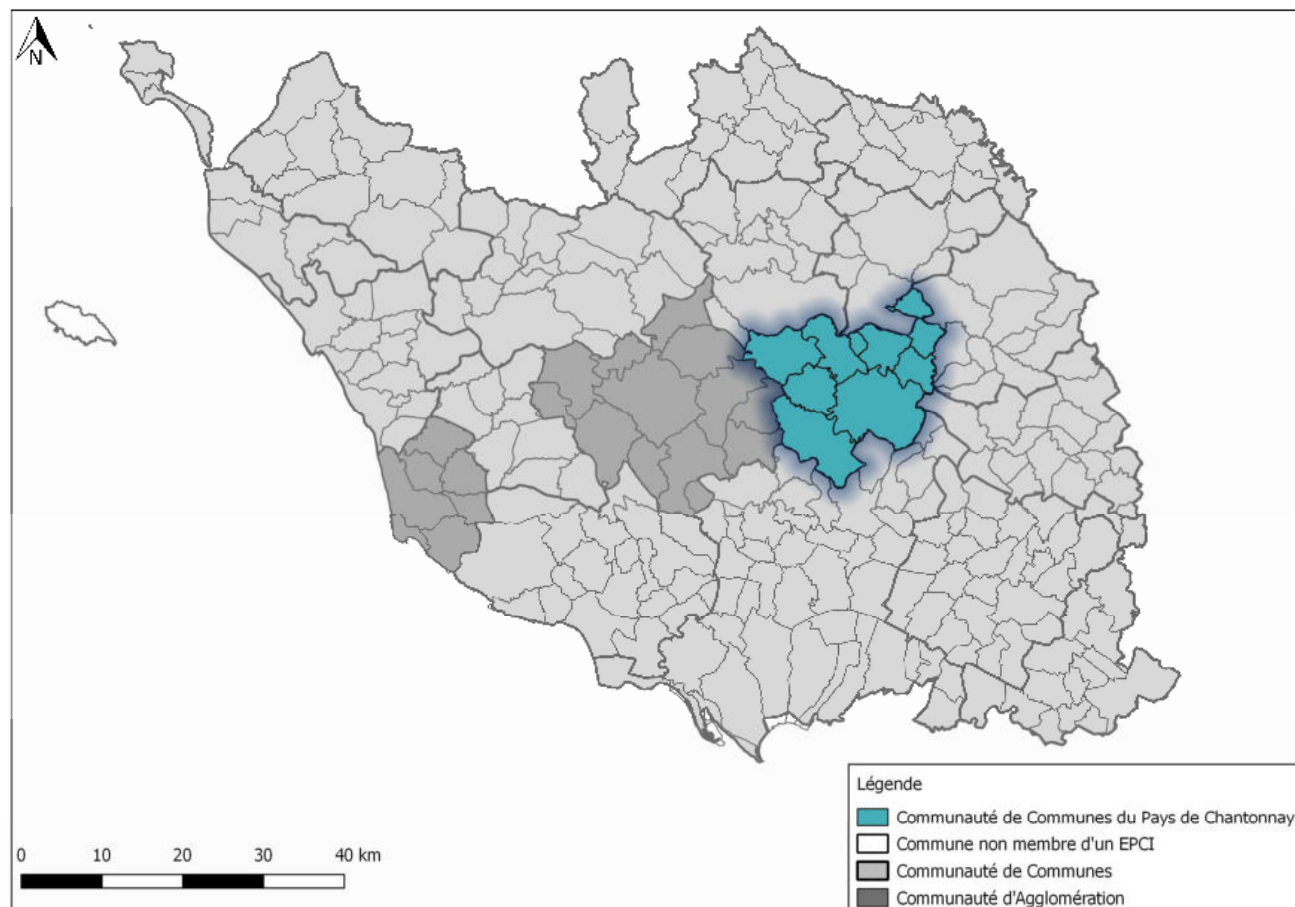 N
Légende
Communauté de Communes du Pays de Chantonnay
Commune non membre d'un EPCI
Communauté de Communes
Communauté d'Agglomération
0 10 20 30 40 km